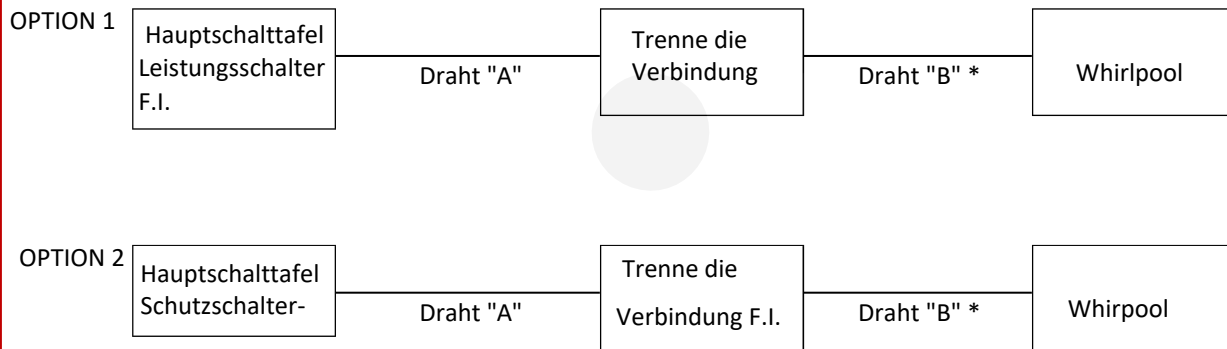 OPTION 1
Hauptschalttafel
Leistungsschalter
F.I.
Draht "A"
Trenne die
Verbindung
Draht "B" *
Whirlpool
OPTION 2
Hauptschalttafel
Schutzschalter-
Draht "A"
Trenne die
Verbindung F.I.
Draht "B" *
Whirpool